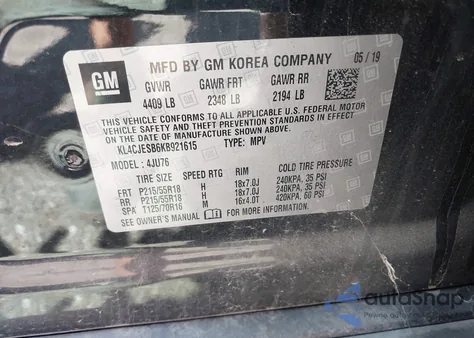 GM
MFD BY GM KOREA COMPANY 05 / 19
GVWR GAWR FRT GAWR RR
4409 LB 2348 LB 2194 LB
THIS VEHICLE CONFORMS TO ALL APPLICABLE U.S. FEDERAL MOTOR
VEHICLE SAFETY AND THEFT PREVENTION STANDARDS IN EFFECT ON THE
DATE OF MANUFACTURE SHOWN ABOVE.
KL4CJESB6KB921615 TYPE: MPV
MODEL: 4JU76
TIRE SIZE SPEED RTG RIM COLD TIRE PRESSURE
FRT P215/55R18 H 18x7.0J 240KPA, 35 PSI
RR P215/55R18 H 18x7.0J 240KPA, 35 PSI
SPA T125/70R16 M 16x4.0T 420KPA, 60 PSI
SEE OWNER'S MANUAL FOR MORE INFORMATION.
autoSnap